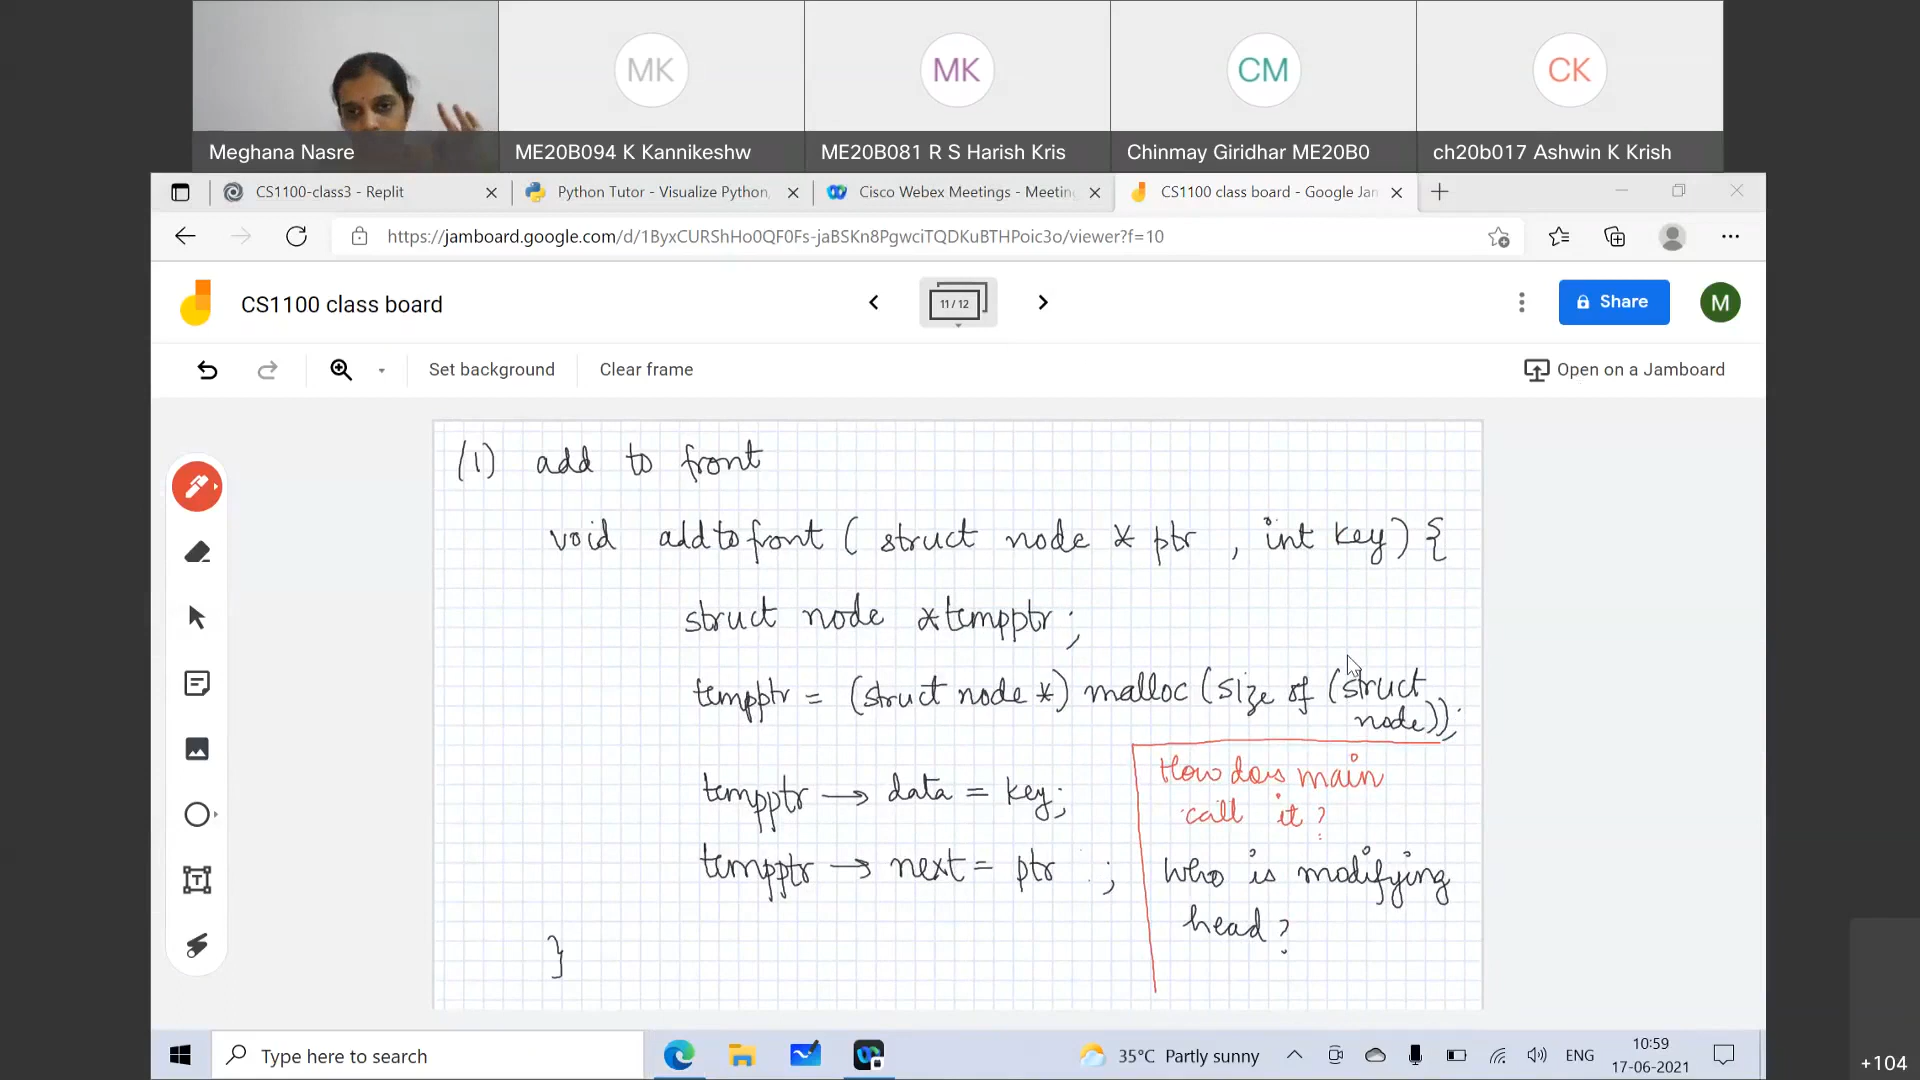 MK
MK
CM
CK
Meghana Nasre
ME20B094 K Kannikeshw
ME20B081 R S Harish Kris
Chinmay Giridhar ME20B0
ch20b017 Ashwin K Krish
CS1100-class3 - Replit
Python Tutor - Visualize Python,
Cisco Webex Meetings - Meetin
CS1100 class board - Google Jan
https://jamboard.google.com/d/1ByxCURShHo0QF0Fs-jaBSKn8PgwciTQDKuBTHPoic3o/viewer?f=10
CS1100 class board
11 / 12
Share
M
Set background
Clear frame
Open on a Jamboard
(1) add to front
void addtofront ( struct node * ptr , int key) {
struct node *tempptr ;
tempptr = (struct node *) malloc (size of (struct
node));
tempptr → data = key;
tempptr → next = ptr ;
}
How does main
call it ?
Who is modifying
head ?
Type here to search
35°C Partly sunny
ENG
10:59
17-06-2021
+104